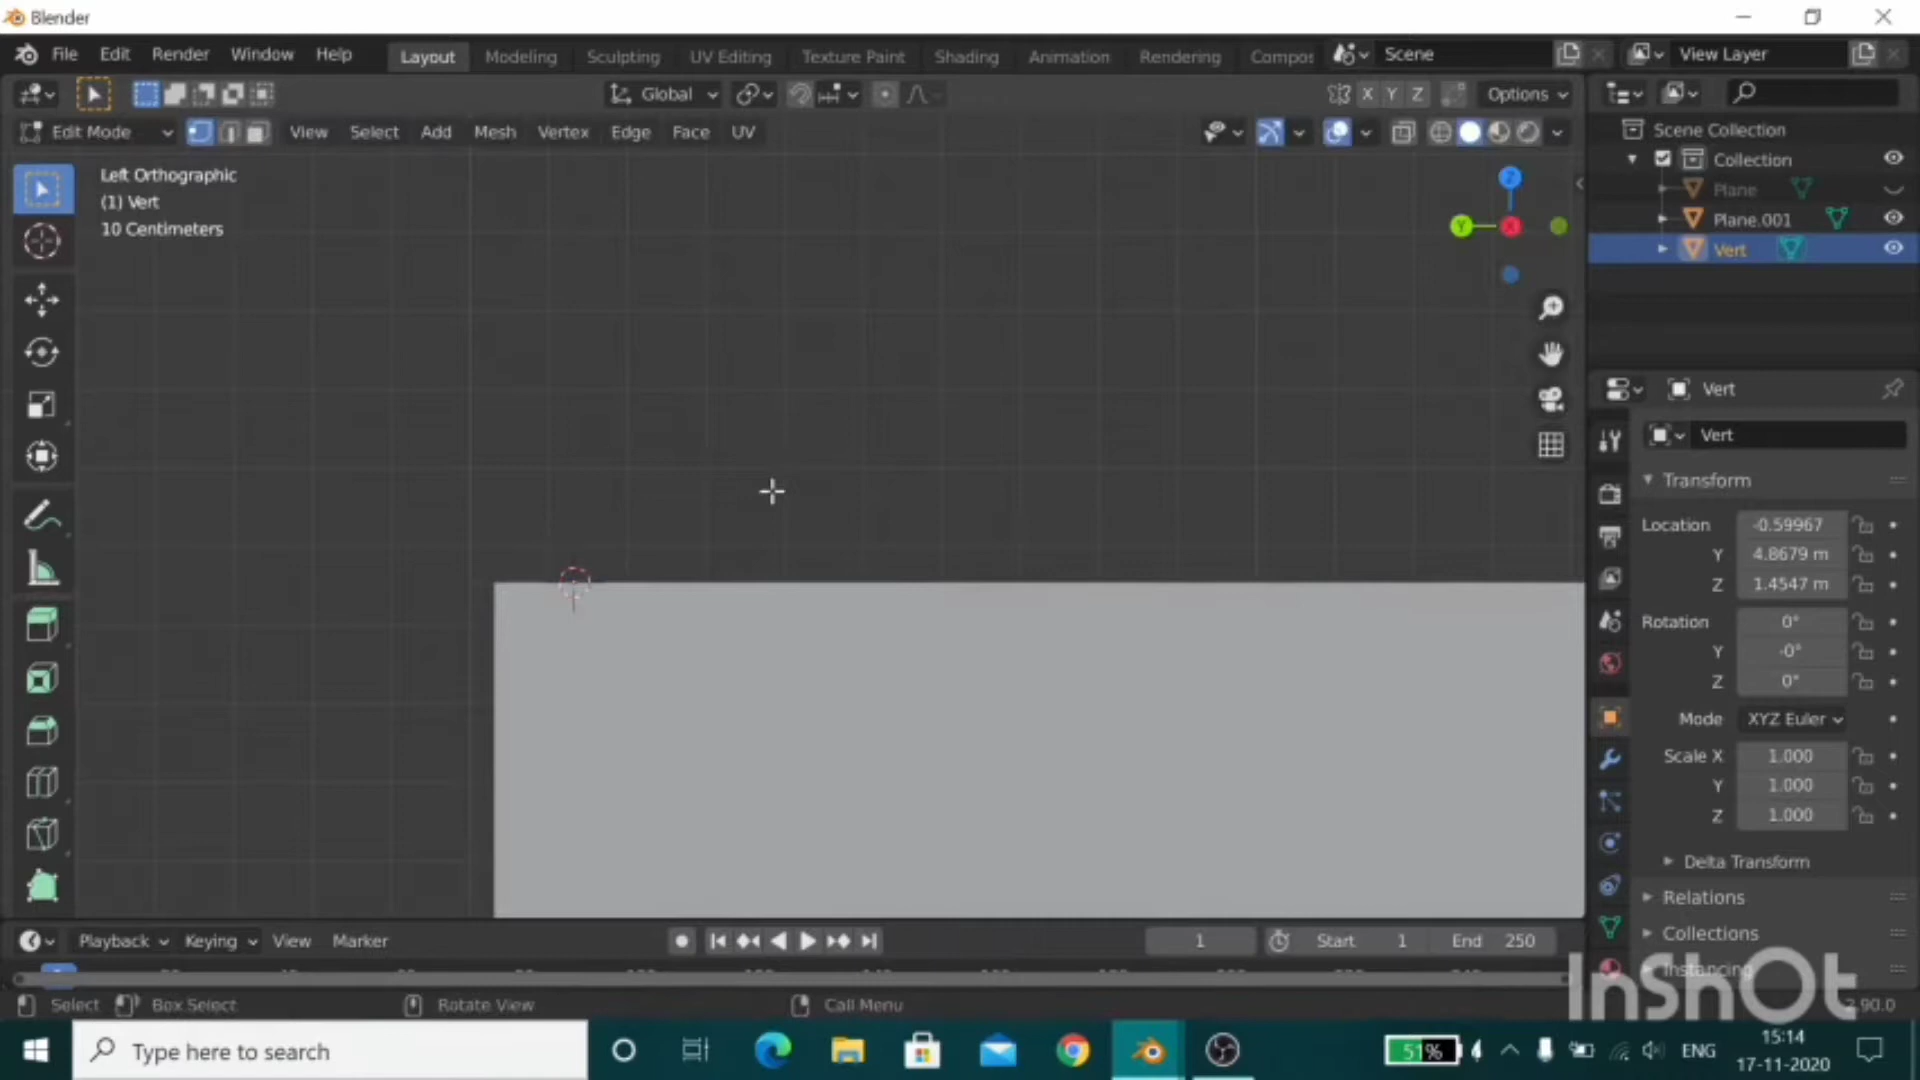 Blender
File Edit Render Window Help Layout Modeling Sculpting UV Editing Texture Paint Shading Animation Rendering Compos Scene View Layer
Global X Y Z Options
Edit Mode View Select Add Mesh Vertex Edge Face UV
Scene Collection
Collection
Plane
Plane.001
Vert
Left Orthographic
(1) Vert
10 Centimeters
Z
Y
X
Vert
Vert
Transform
Location -0.59967
Y 4.8679 m
Z 1.4547 m
Rotation 0°
Y -0°
Z 0°
Mode XYZ Euler
Scale X 1.000
Y 1.000
Z 1.000
Delta Transform
Relations
Collections
Instancing
Playback Keying View Marker 1 Start 1 End 250
Select Box Select Rotate View Call Menu 2.90.0
InShOt
Type here to search
51%
ENG
15:14
17-11-2020